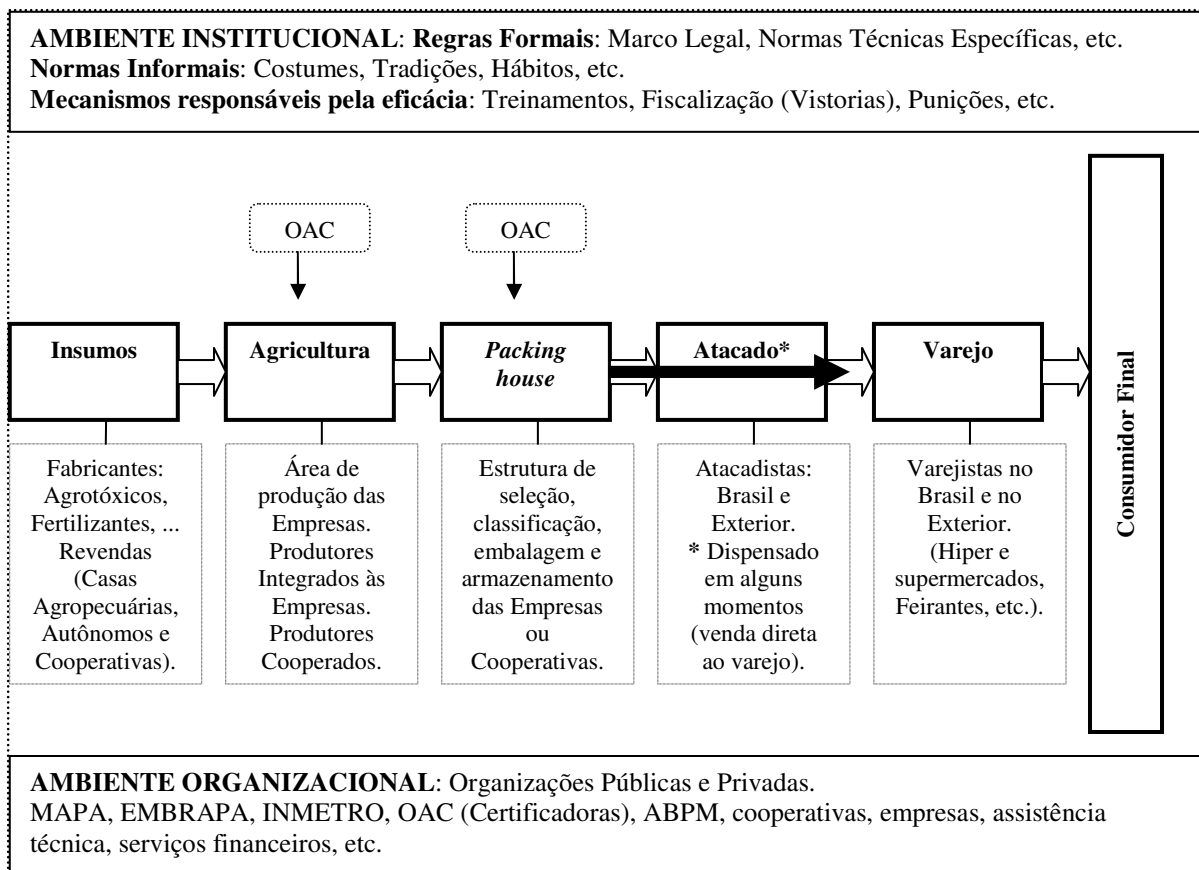 AMBIENTE INSTITUCIONAL: Regras Formais: Marco Legal, Normas Técnicas Específicas, etc.
Normas Informais: Costumes, Tradições, Hábitos, etc.
Mecanismos responsáveis pela eficácia: Treinamentos, Fiscalização (Vistorias), Punições, etc.
OAC
OAC
Insumos
Agricultura
Packing
house
Atacado*
Varejo
Consumidor Final
Fabricantes:
Agrotóxicos,
Fertilizantes, ...
Revendas
(Casas
Agropecuárias,
Autônomos e
Cooperativas).
Área de
produção das
Empresas.
Produtores
Integrados às
Empresas.
Produtores
Cooperados.
Estrutura de
seleção,
classificação,
embalagem e
armazenamento
das Empresas
ou
Cooperativas.
Atacadistas:
Brasil e
Exterior.
* Dispensado
em alguns
momentos
(venda direta
ao varejo).
Varejistas no
Brasil e no
Exterior.
(Hiper e
supermercados,
Feirantes, etc.).
AMBIENTE ORGANIZACIONAL: Organizações Públicas e Privadas.
MAPA, EMBRAPA, INMETRO, OAC (Certificadoras), ABPM, cooperativas, empresas, assistência
técnica, serviços financeiros, etc.